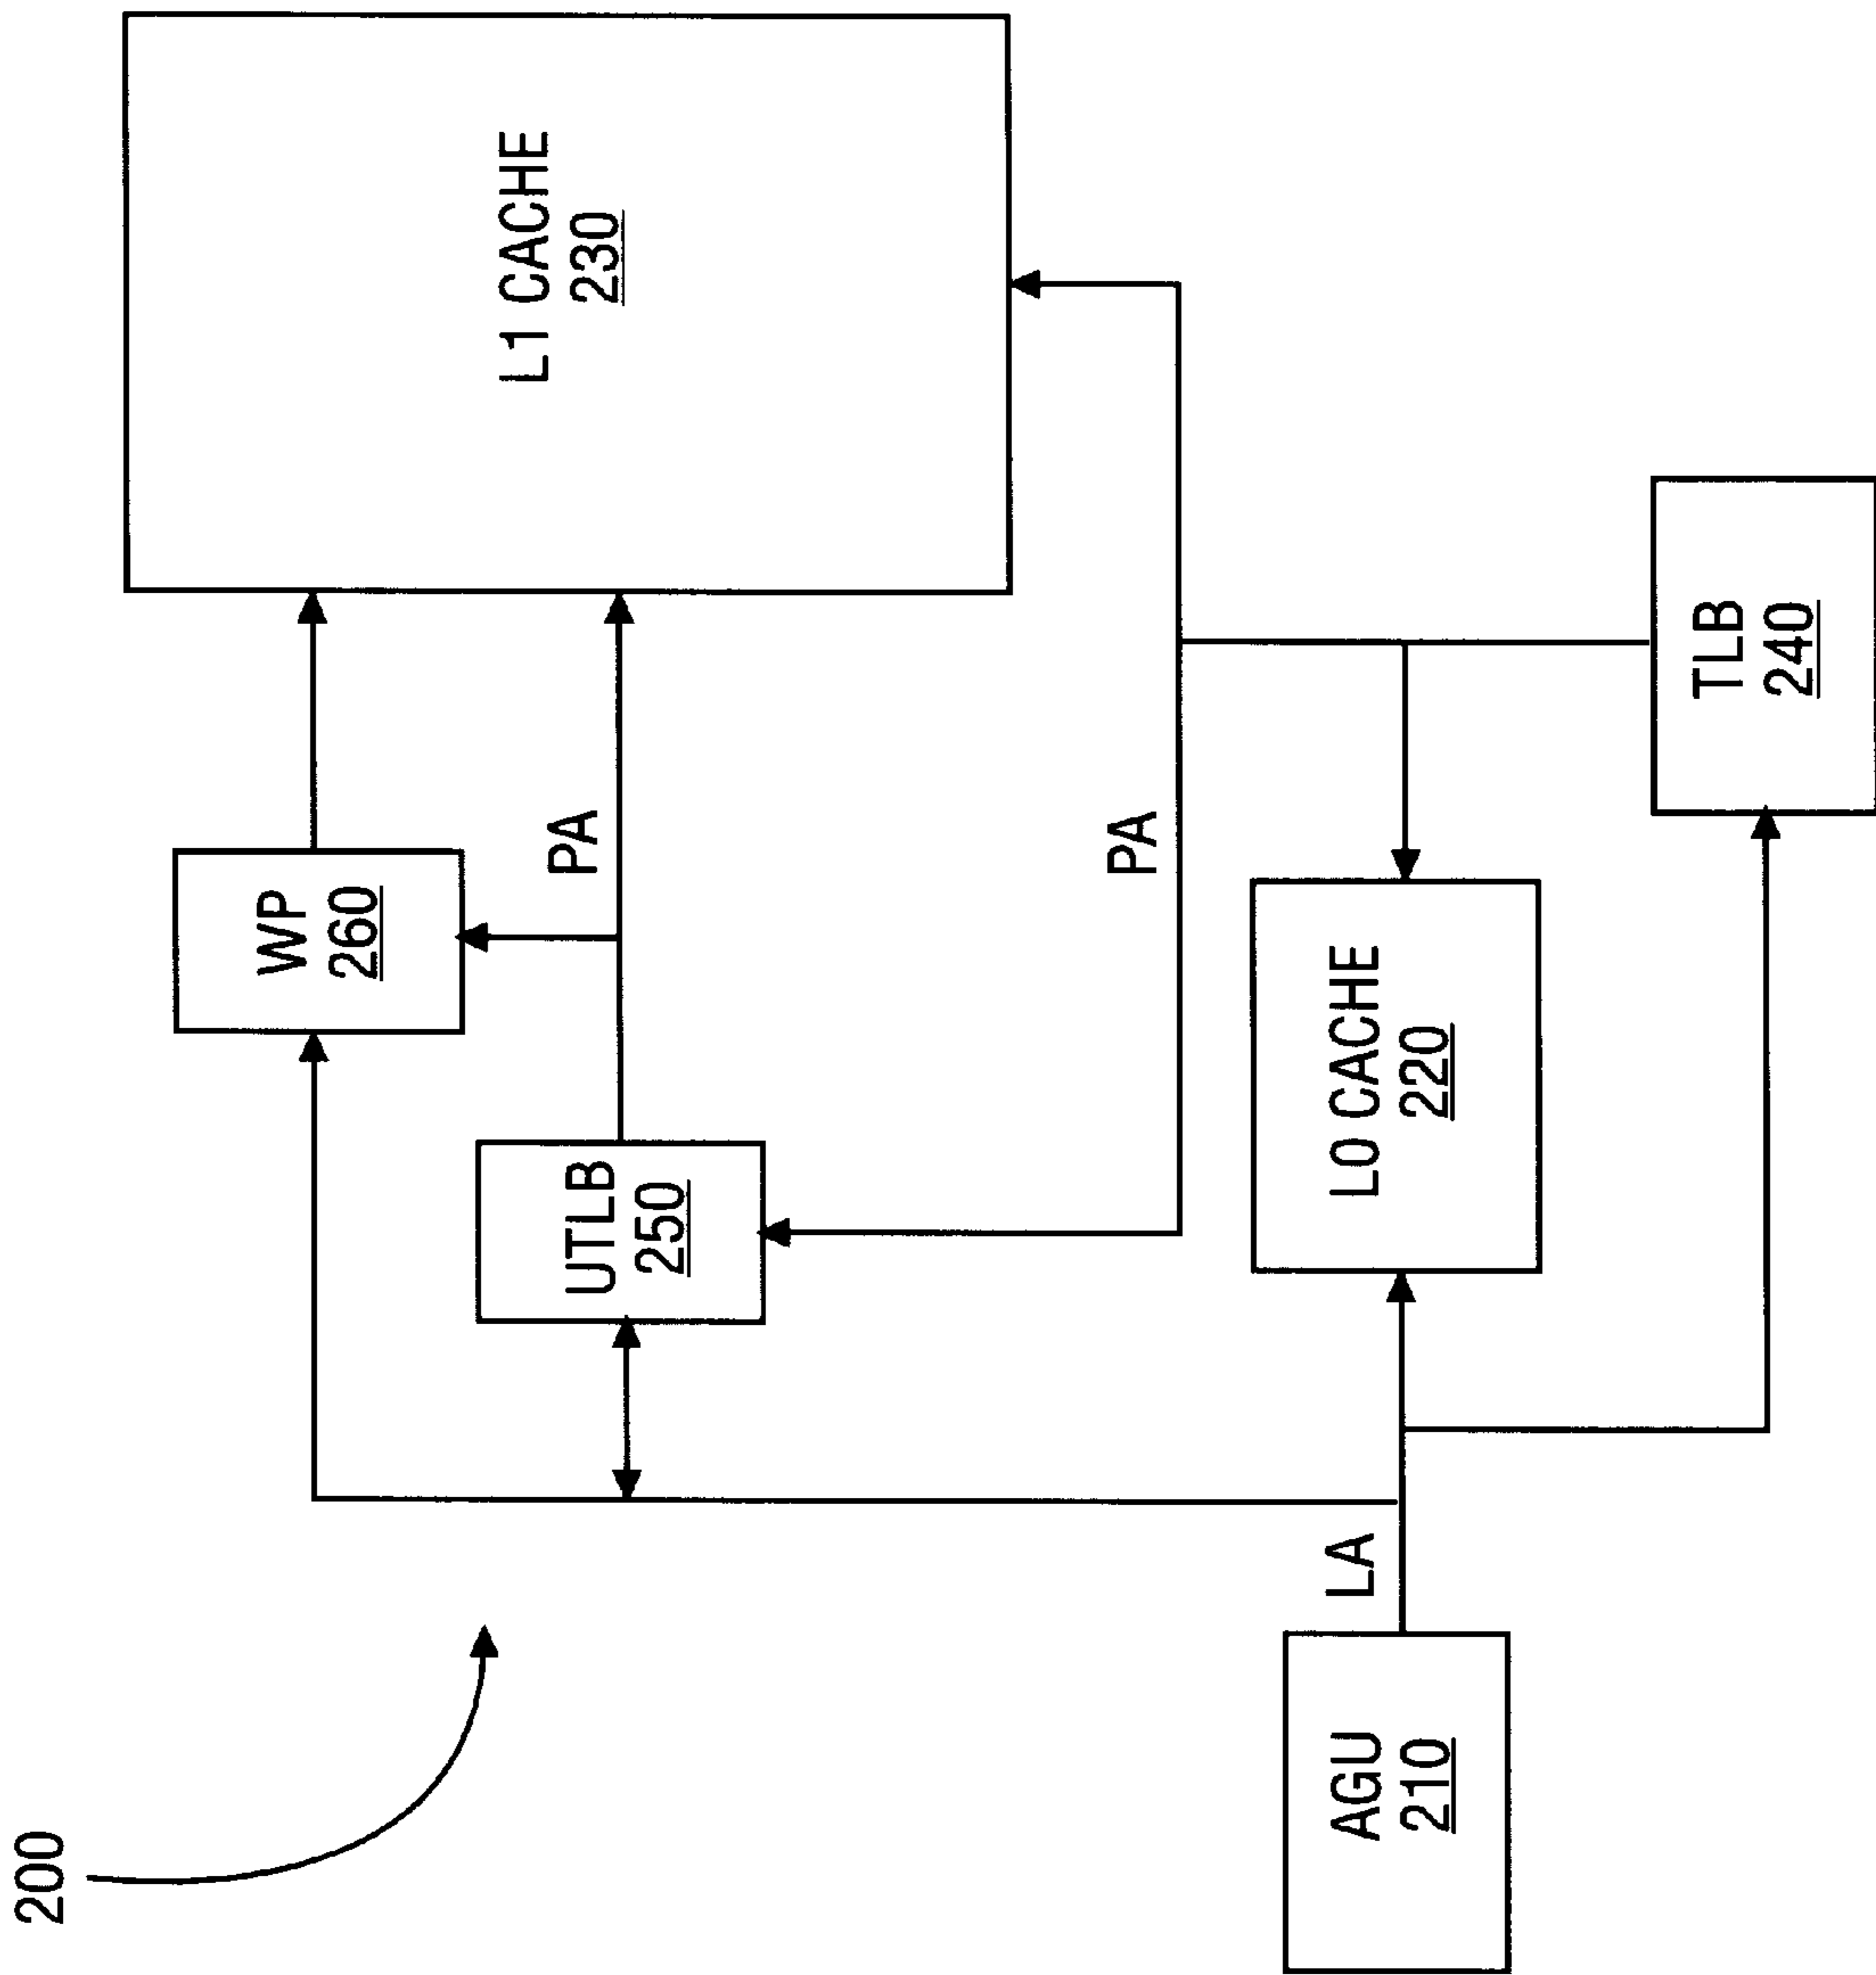 200
WP
260
L1 CACHE
230
PA
UTLB
250
PA
LA
AGU
210
L0 CACHE
220
TLB
240